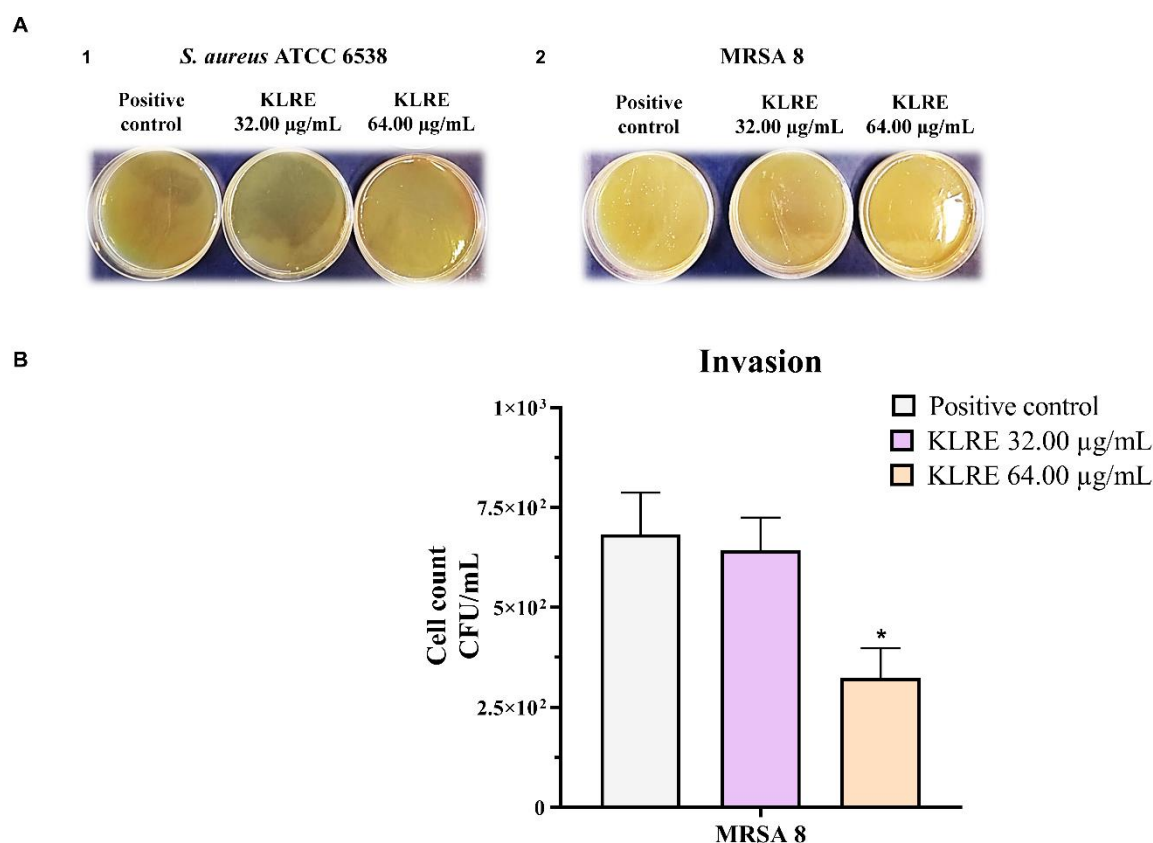 A
1
S. aureus ATCC 6538
Positive control
KLRE 32.00 µg/mL
KLRE 64.00 µg/mL
2
MRSA 8
Positive control
KLRE 32.00 µg/mL
KLRE 64.00 µg/mL
B
Invasion
Cell count
CFU/mL
1×10³
7.5×10²
5×10²
2.5×10²
0
*
MRSA 8
Positive control
KLRE 32.00 µg/mL
KLRE 64.00 µg/mL